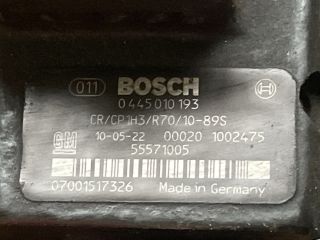 011 BOSCH
0 445 010 193
CR/CP1H3/R70/10-89S
GM 10-05-22 00020 1002475
55571005
07001517326 Made in Germany